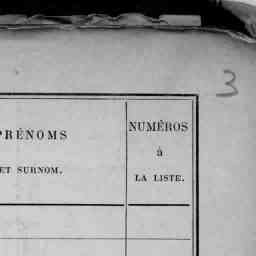 3
PRÉNOMS
ET SURNOM.
NUMÉROS
à
LA LISTE.